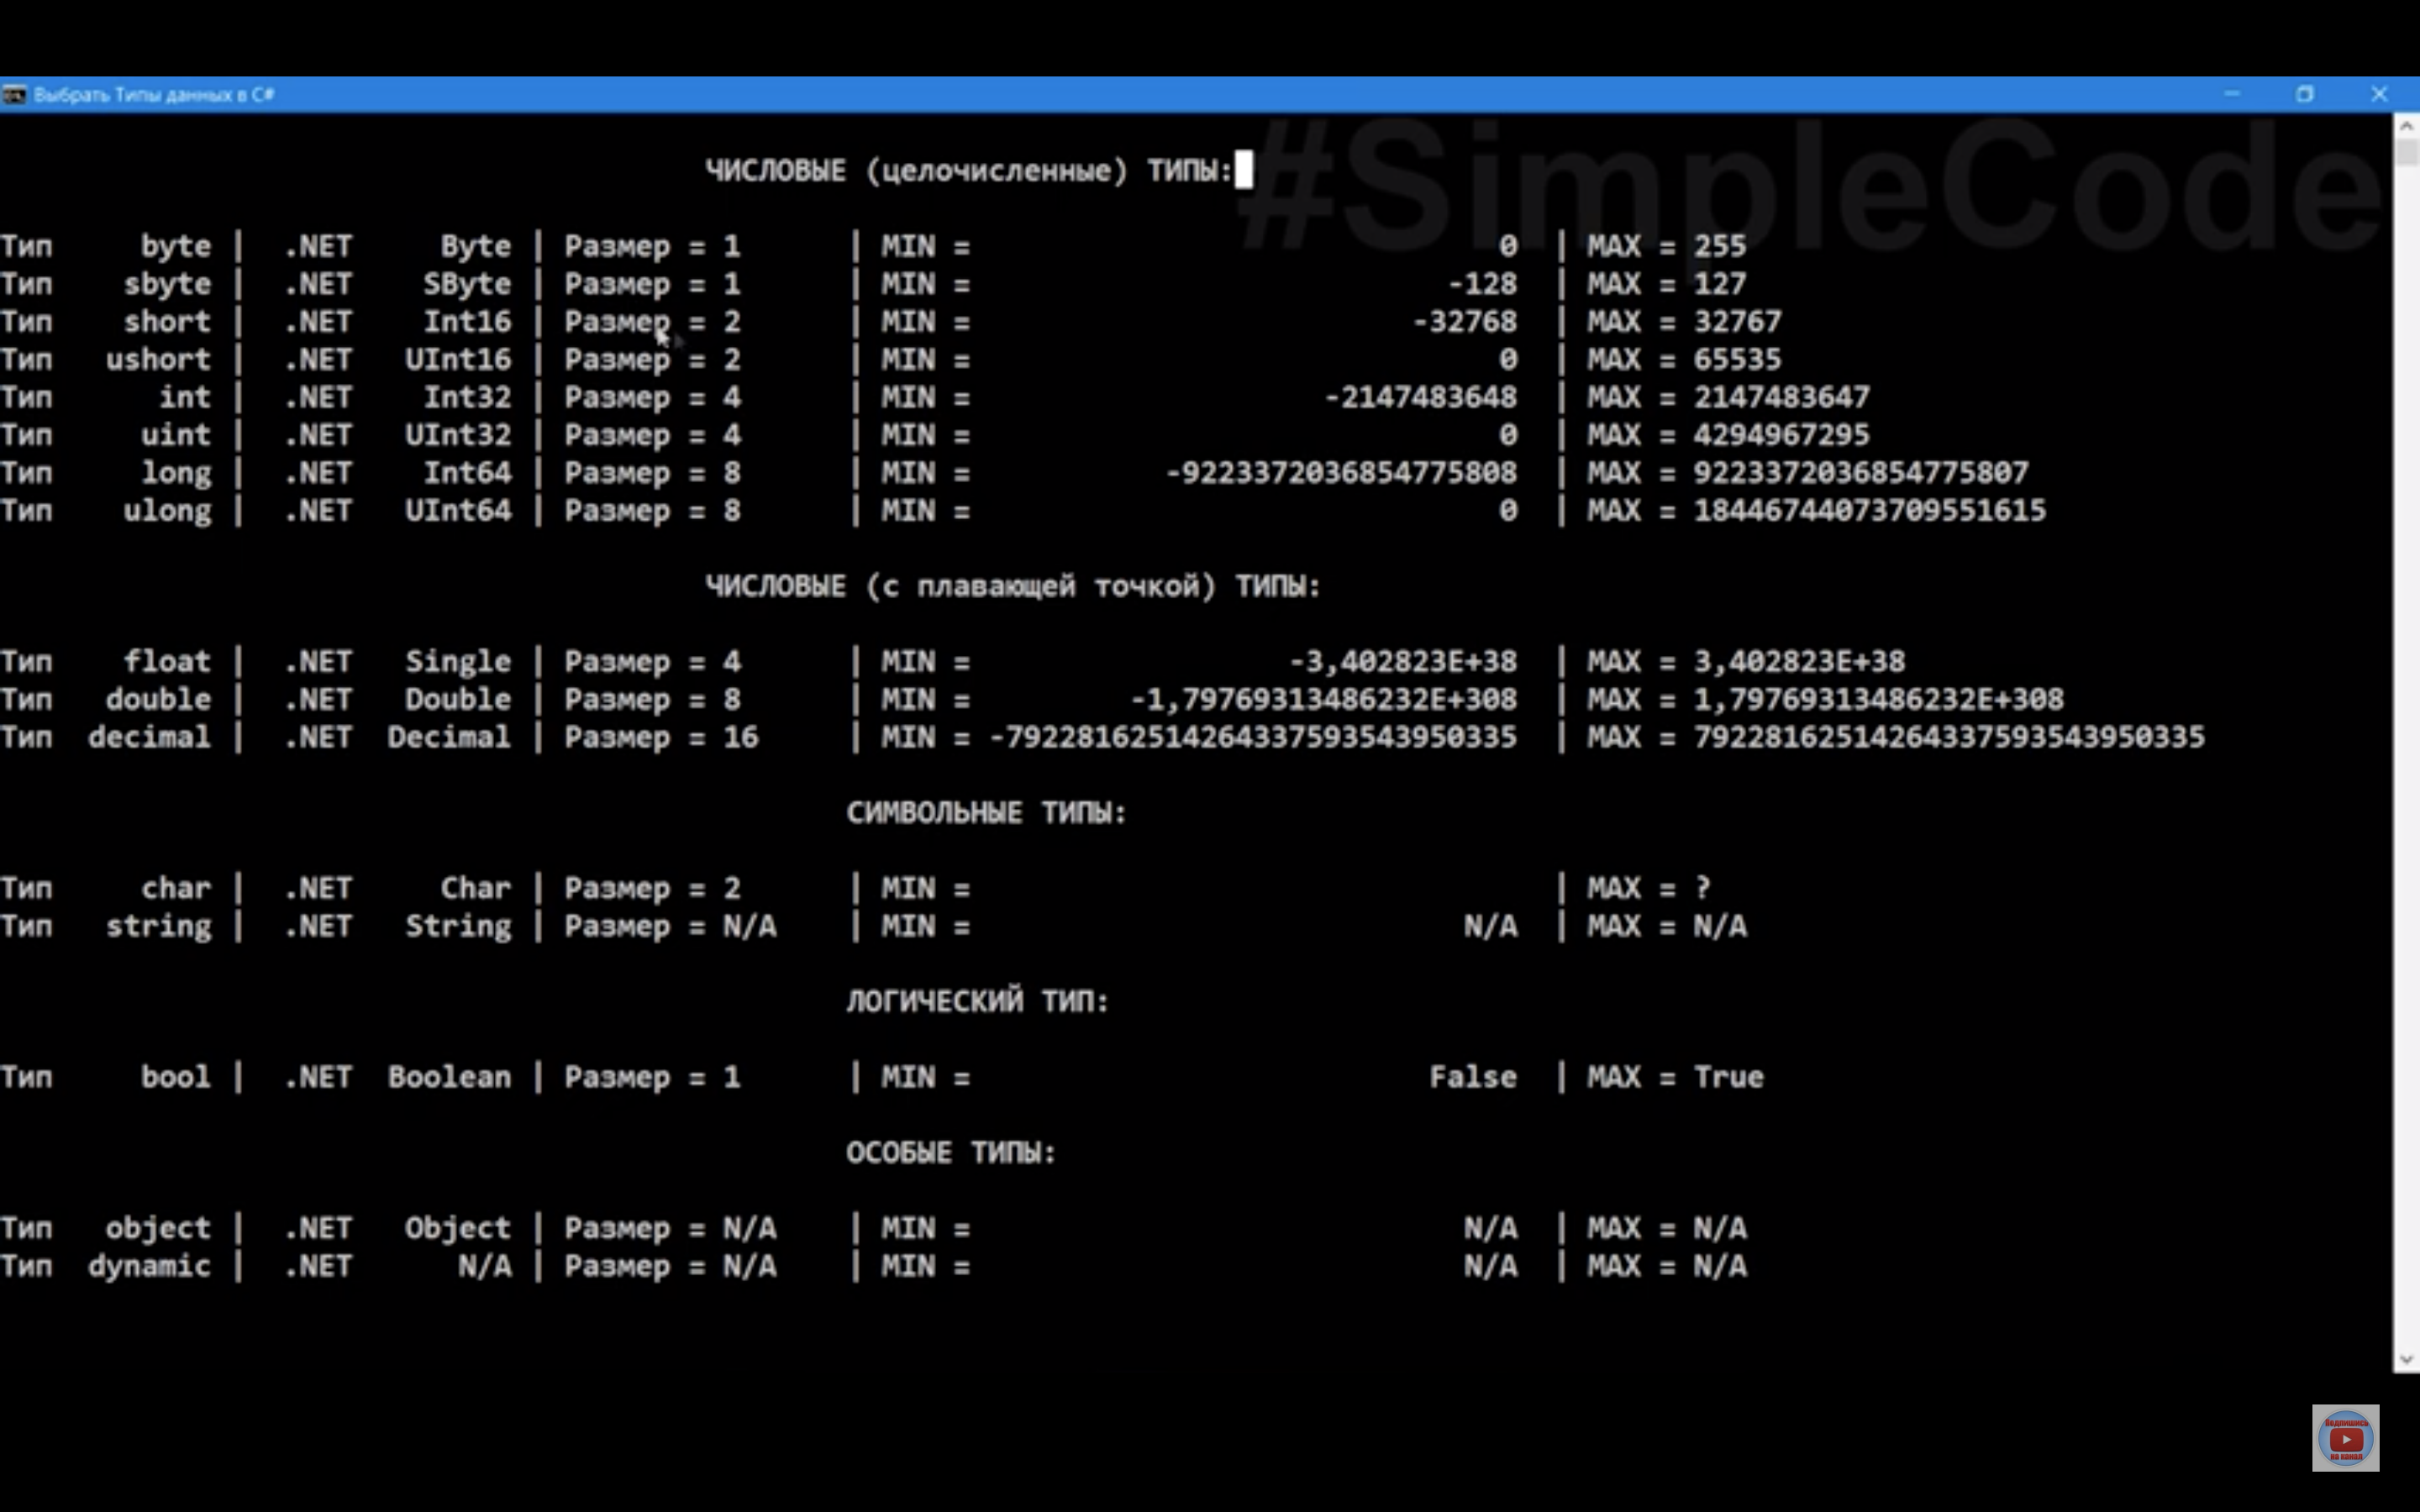 Выбрать Типы данных в C#
#SimpleCode
ЧИСЛОВЫЕ (целочисленные) ТИПЫ:
Тип byte | .NET Byte | Размер = 1 | MIN = 0 | MAX = 255
Тип sbyte | .NET SByte | Размер = 1 | MIN = -128 | MAX = 127
Тип short | .NET Int16 | Размер = 2 | MIN = -32768 | MAX = 32767
Тип ushort | .NET UInt16 | Размер = 2 | MIN = 0 | MAX = 65535
Тип int | .NET Int32 | Размер = 4 | MIN = -2147483648 | MAX = 2147483647
Тип uint | .NET UInt32 | Размер = 4 | MIN = 0 | MAX = 4294967295
Тип long | .NET Int64 | Размер = 8 | MIN = -9223372036854775808 | MAX = 9223372036854775807
Тип ulong | .NET UInt64 | Размер = 8 | MIN = 0 | MAX = 18446744073709551615
ЧИСЛОВЫЕ (с плавающей точкой) ТИПЫ:
Тип float | .NET Single | Размер = 4 | MIN = -3,402823E+38 | MAX = 3,402823E+38
Тип double | .NET Double | Размер = 8 | MIN = -1,79769313486232E+308 | MAX = 1,79769313486232E+308
Тип decimal | .NET Decimal | Размер = 16 | MIN = -79228162514264337593543950335 | MAX = 79228162514264337593543950335
СИМВОЛЬНЫЕ ТИПЫ:
Тип char | .NET Char | Размер = 2 | MIN = | MAX = ?
Тип string | .NET String | Размер = N/A | MIN = N/A | MAX = N/A
ЛОГИЧЕСКИЙ ТИП:
Тип bool | .NET Boolean | Размер = 1 | MIN = False | MAX = True
ОСОБЫЕ ТИПЫ:
Тип object | .NET Object | Размер = N/A | MIN = N/A | MAX = N/A
Тип dynamic | .NET N/A | Размер = N/A | MIN = N/A | MAX = N/A
Подпишись
на канал